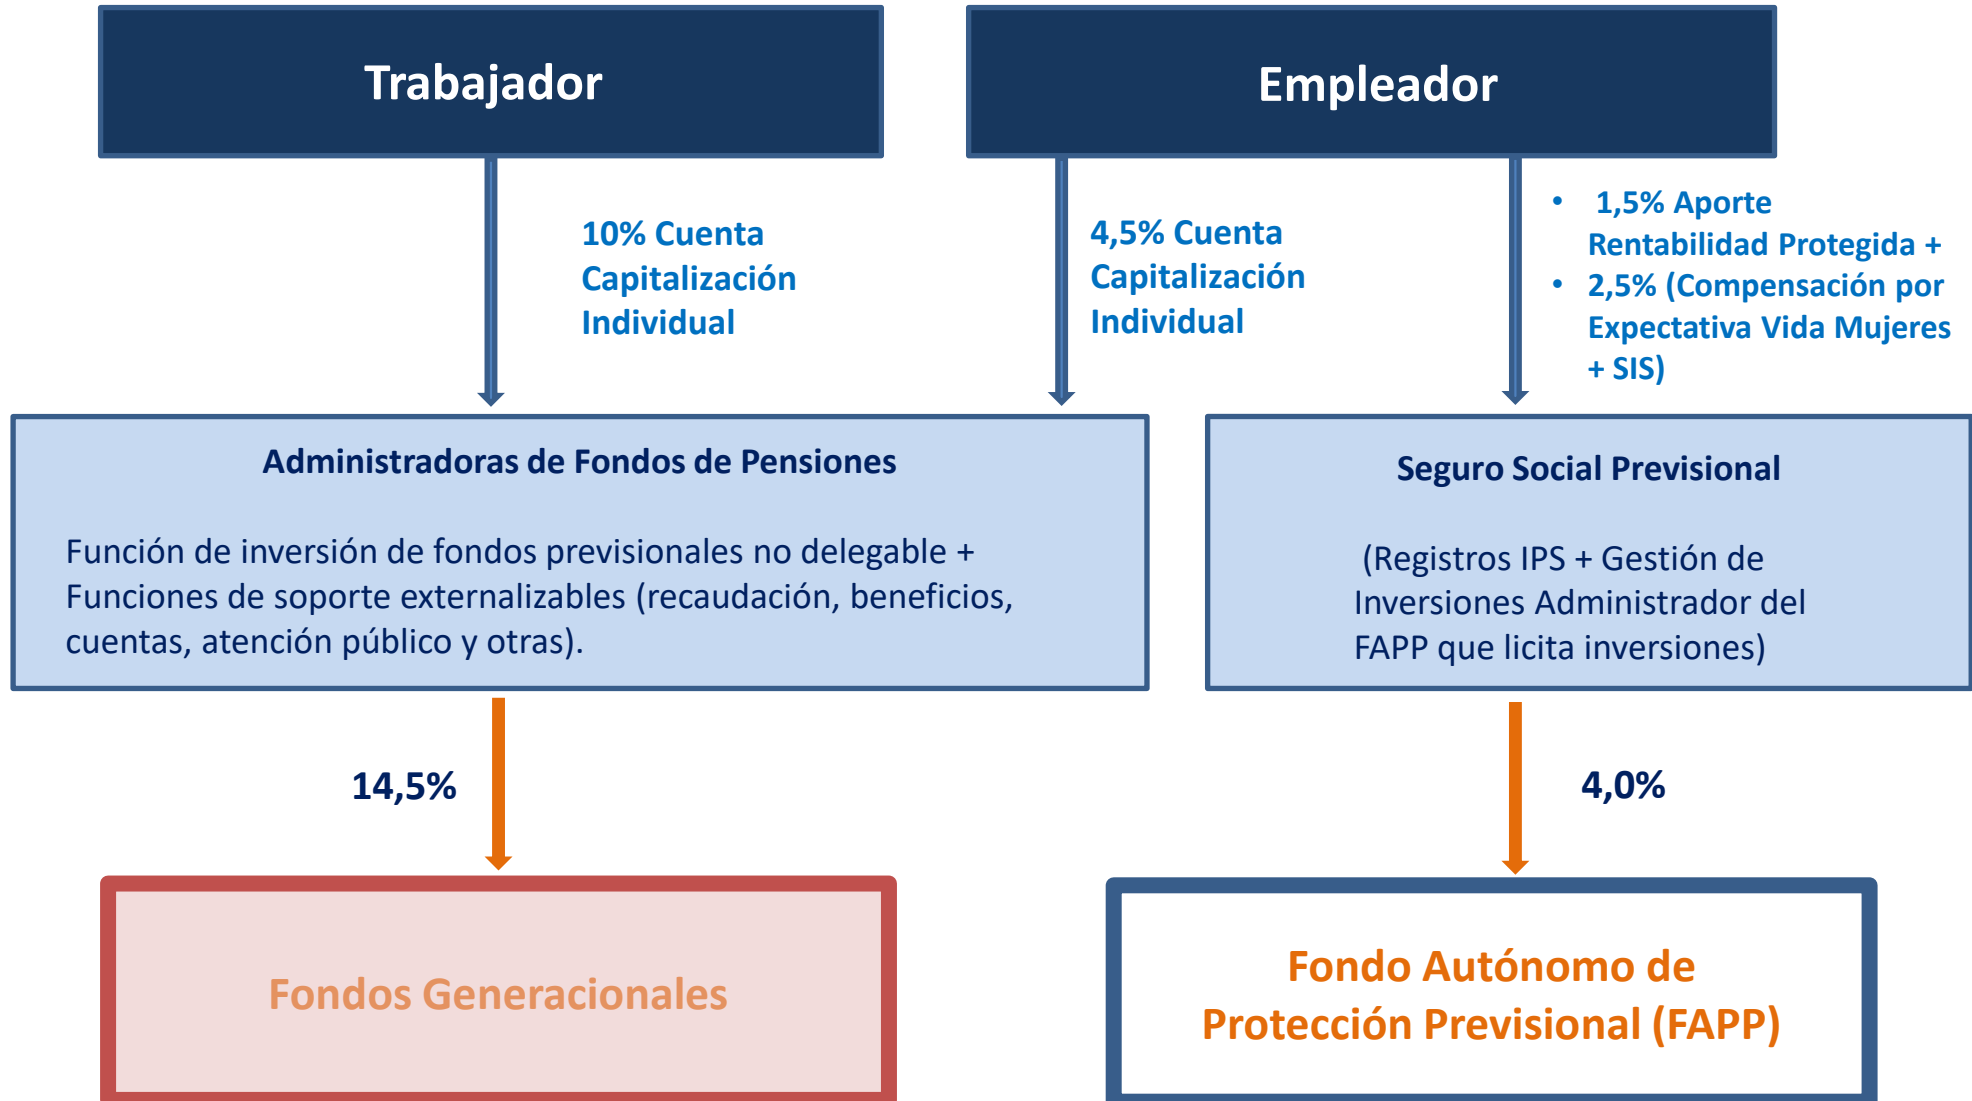 Trabajador
Empleador
10% Cuenta
Capitalización
Individual
4,5% Cuenta
Capitalización
Individual
• 1,5% Aporte
Rentabilidad Protegida +
• 2,5% (Compensación por
Expectativa Vida Mujeres
+ SIS)
Administradoras de Fondos de Pensiones
Función de inversión de fondos previsionales no delegable +
Funciones de soporte externalizables (recaudación, beneficios,
cuentas, atención público y otras).
Seguro Social Previsional
(Registros IPS + Gestión de
Inversiones Administrador del
FAPP que licita inversiones)
14,5%
4,0%
Fondos Generacionales
Fondo Autónomo de
Protección Previsional (FAPP)